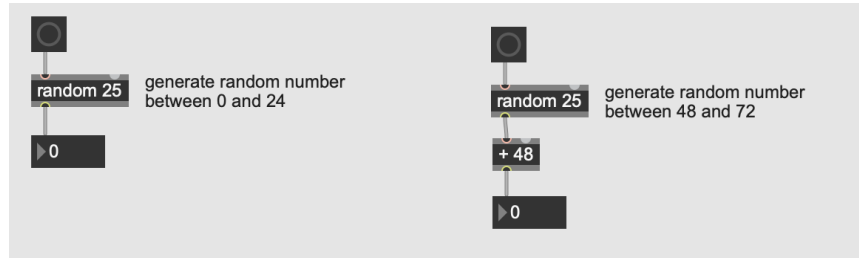 random 25
generate random number
between 0 and 24
0
random 25
generate random number
between 48 and 72
+ 48
0